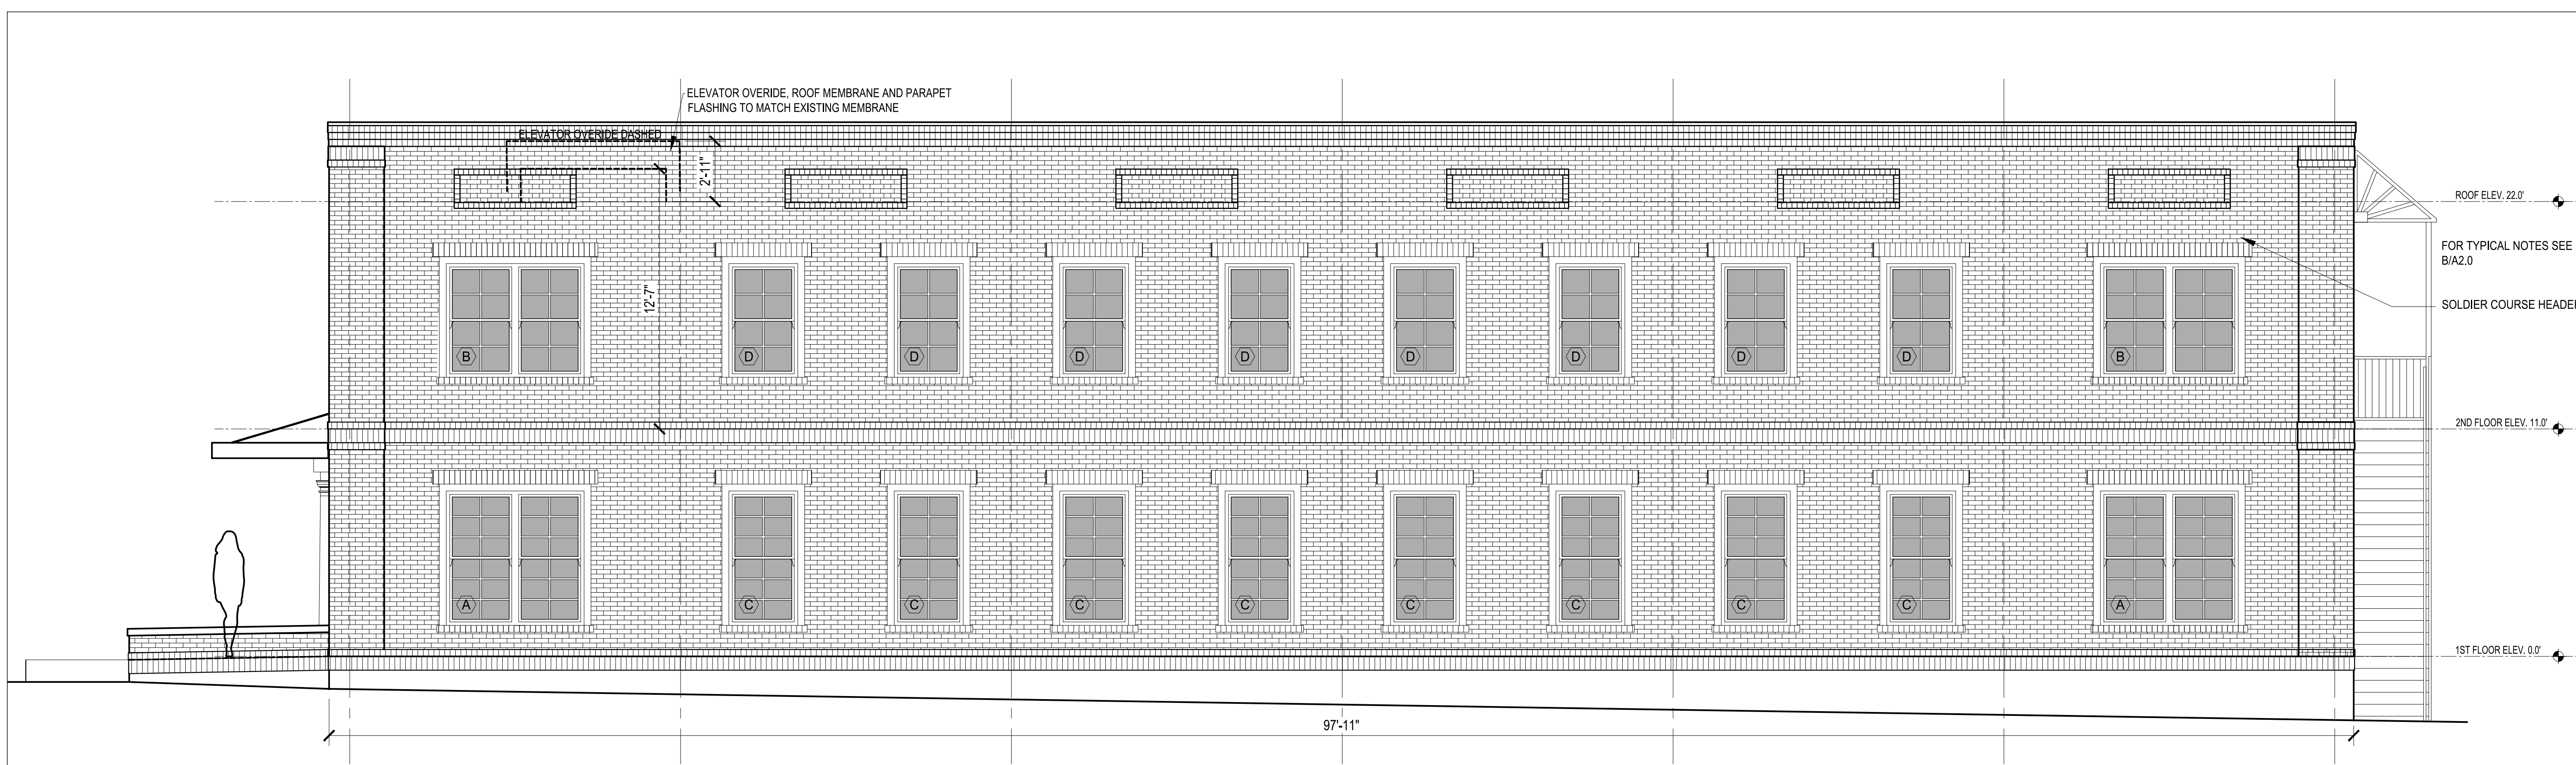 ELEVATOR OVERIDE, ROOF MEMBRANE AND PARAPET
FLASHING TO MATCH EXISTING MEMBRANE
ELEVATOR OVERIDE DASHED
2'-11"
ROOF ELEV. 22.0'
FOR TYPICAL NOTES SEE
B/A2.0
12'-7"
SOLDIER COURSE HEADE
B D D D D D D D D B
2ND FLOOR ELEV. 11.0'
A C C C C C C C C A
1ST FLOOR ELEV. 0.0'
97'-11"